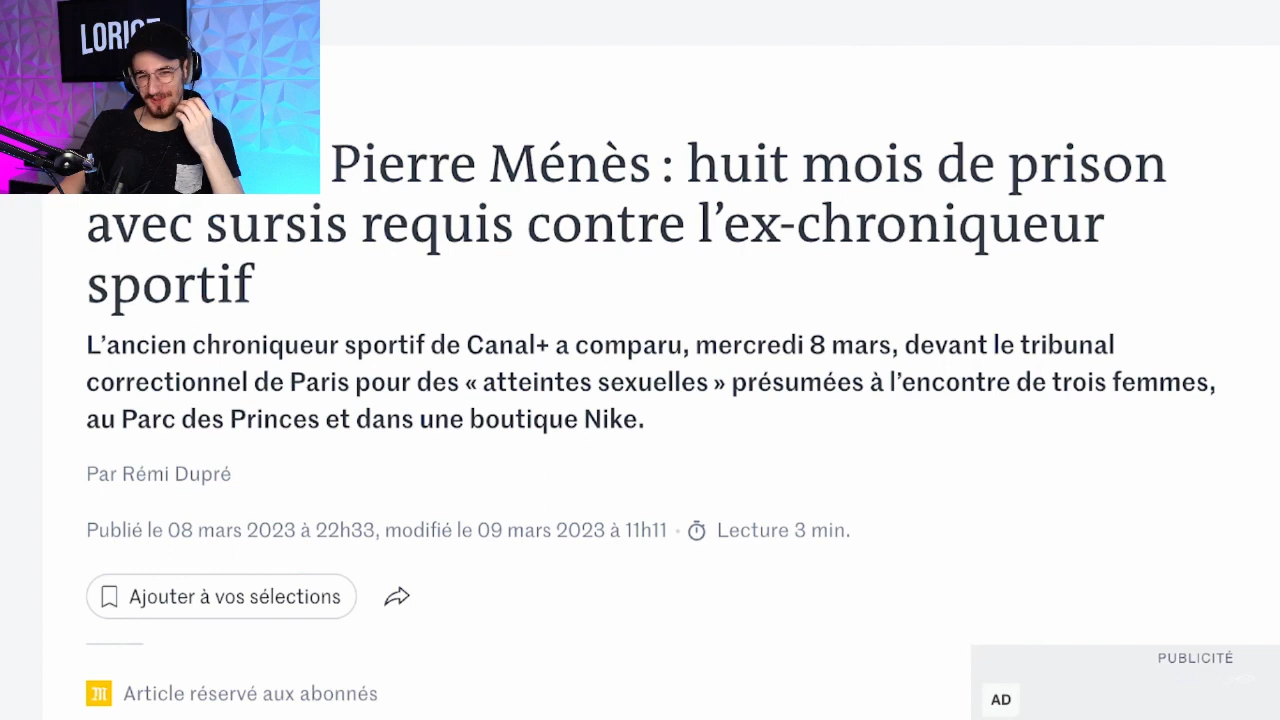 Pierre Ménès : huit mois de prison
avec sursis requis contre l’ex-chroniqueur
sportif
L’ancien chroniqueur sportif de Canal+ a comparu, mercredi 8 mars, devant le tribunal
correctionnel de Paris pour des « atteintes sexuelles » présumées à l’encontre de trois femmes,
au Parc des Princes et dans une boutique Nike.
Par Rémi Dupré
Publié le 08 mars 2023 à 22h33, modifié le 09 mars 2023 à 11h11 • Lecture 3 min.
Ajouter à vos sélections
PUBLICITÉ
M Article réservé aux abonnés
AD